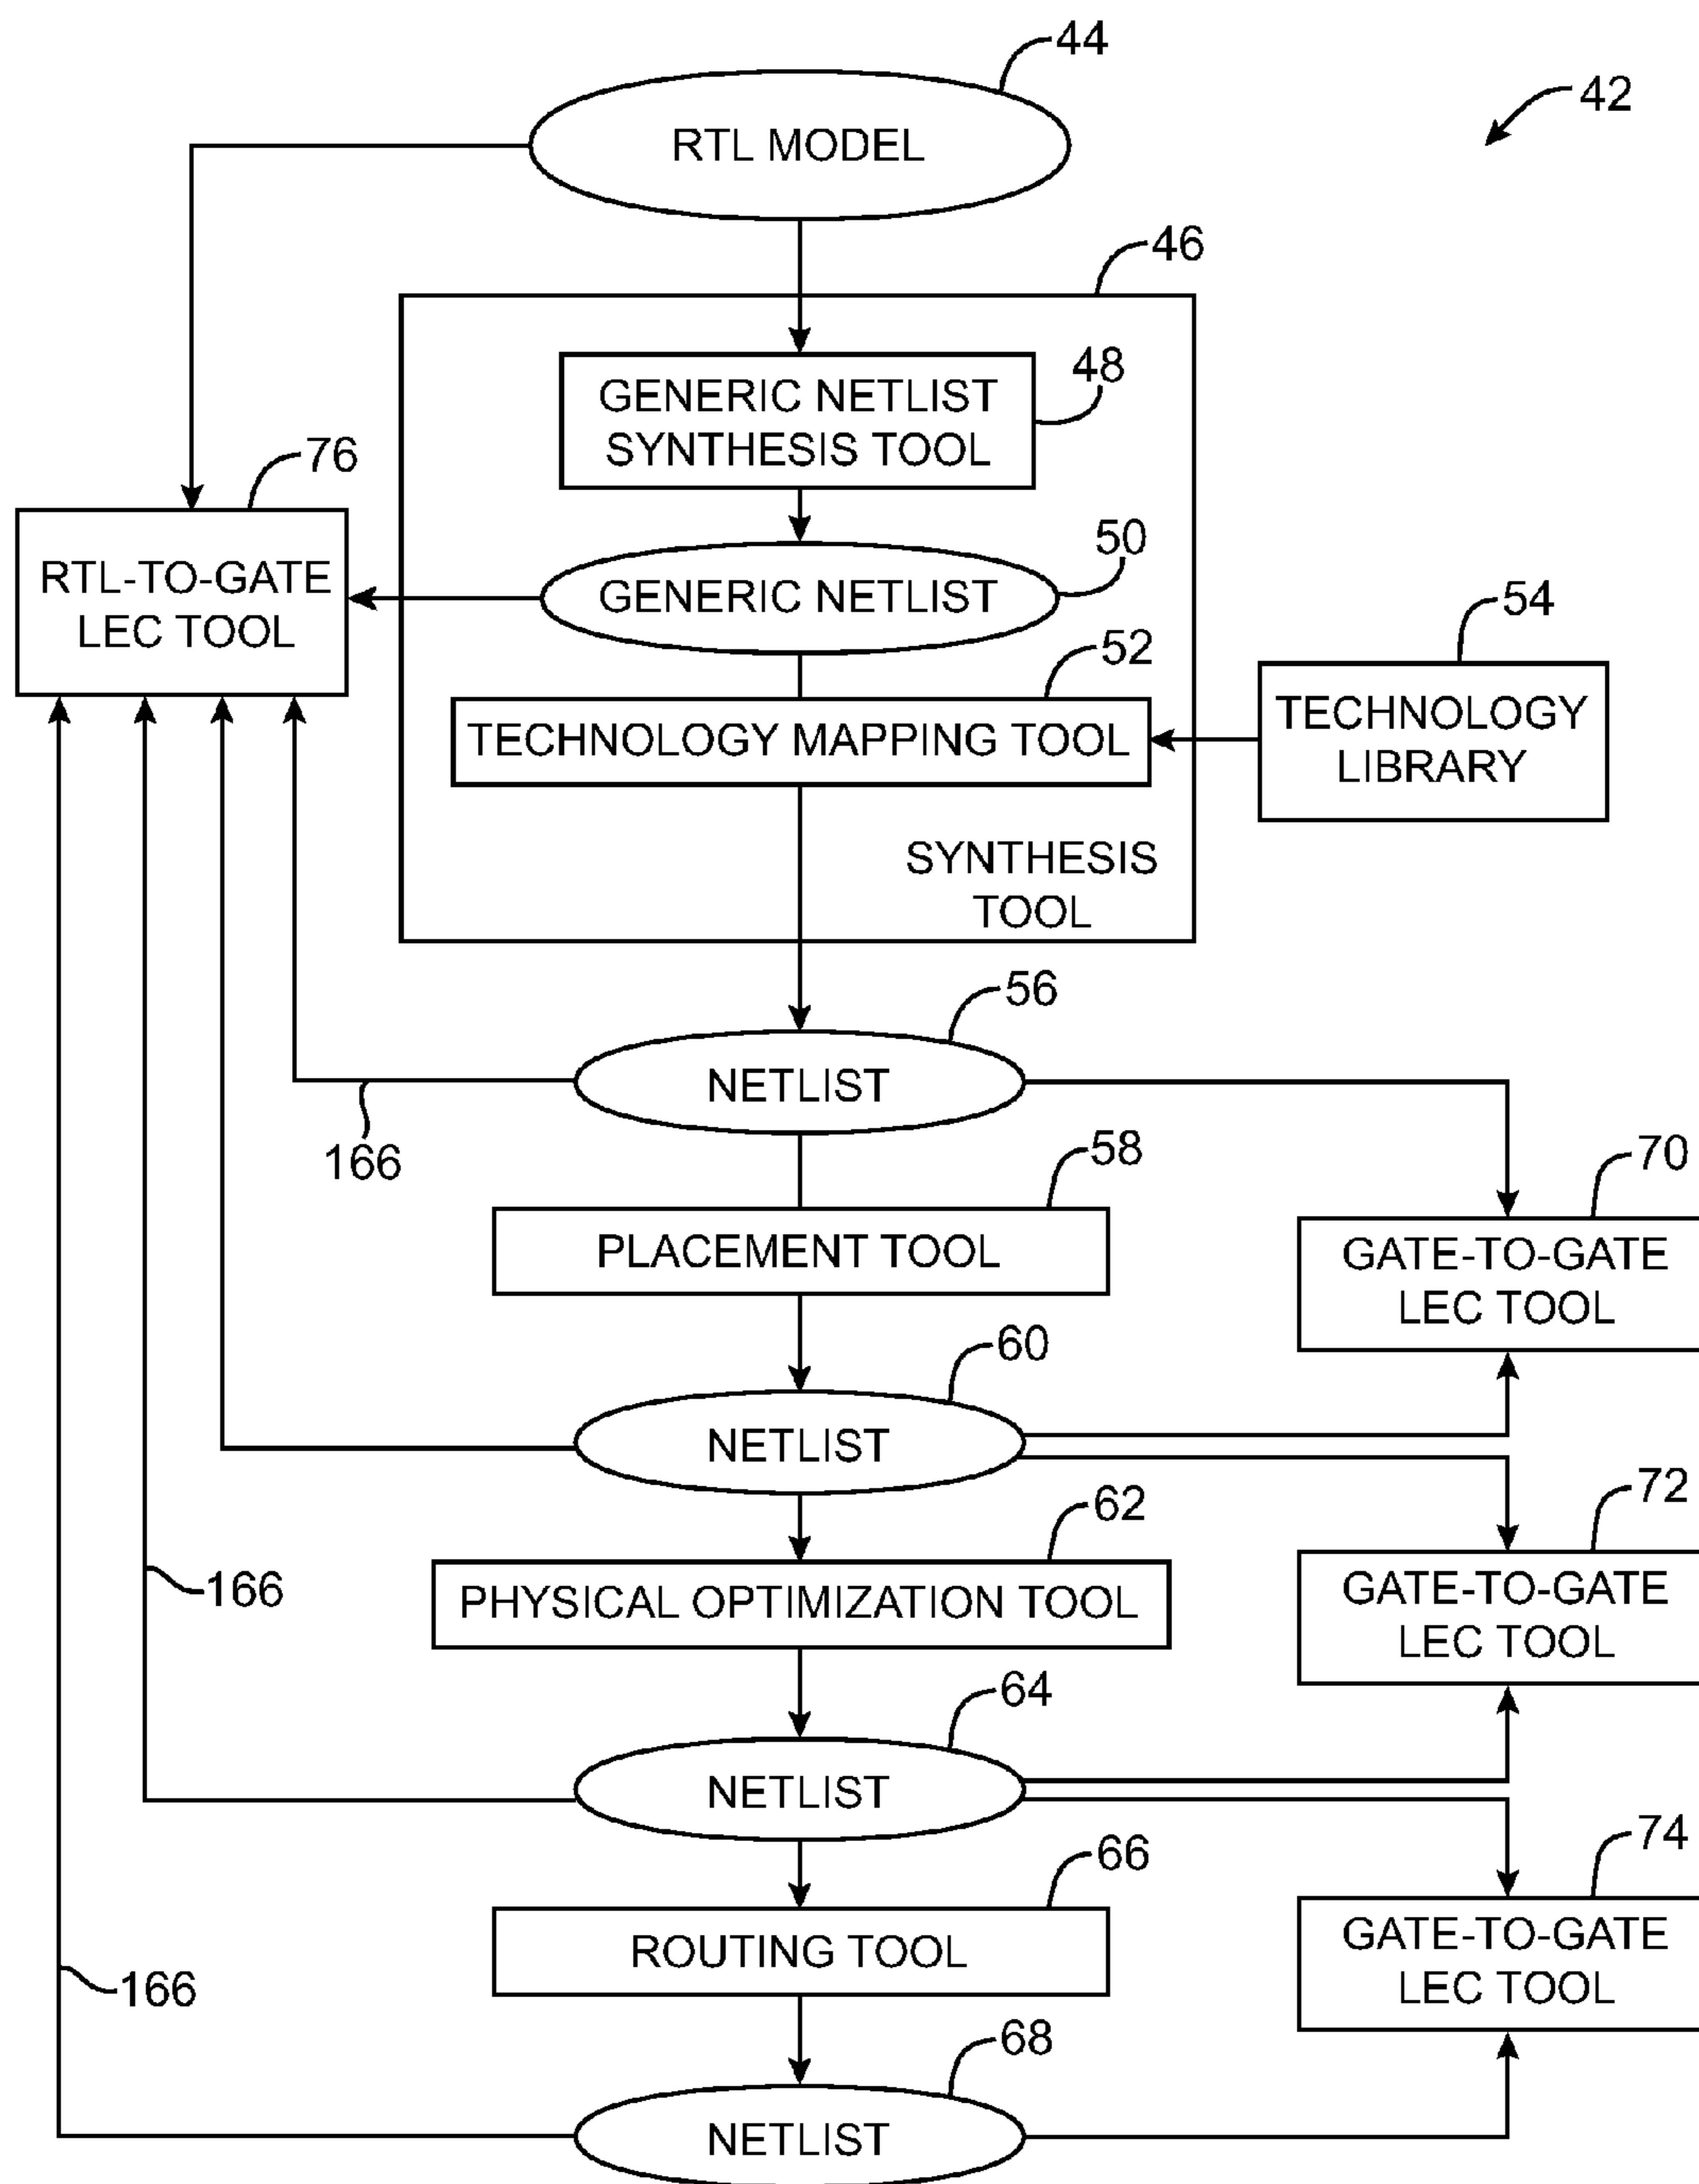 44
42
RTL MODEL
46
48
GENERIC NETLIST
SYNTHESIS TOOL
76
50
RTL-TO-GATE
LEC TOOL
GENERIC NETLIST
54
52
TECHNOLOGY MAPPING TOOL
TECHNOLOGY
LIBRARY
SYNTHESIS
TOOL
56
NETLIST
166
58
70
PLACEMENT TOOL
GATE-TO-GATE
LEC TOOL
60
NETLIST
62
72
166
PHYSICAL OPTIMIZATION TOOL
GATE-TO-GATE
LEC TOOL
64
NETLIST
66
74
166
ROUTING TOOL
GATE-TO-GATE
LEC TOOL
68
NETLIST